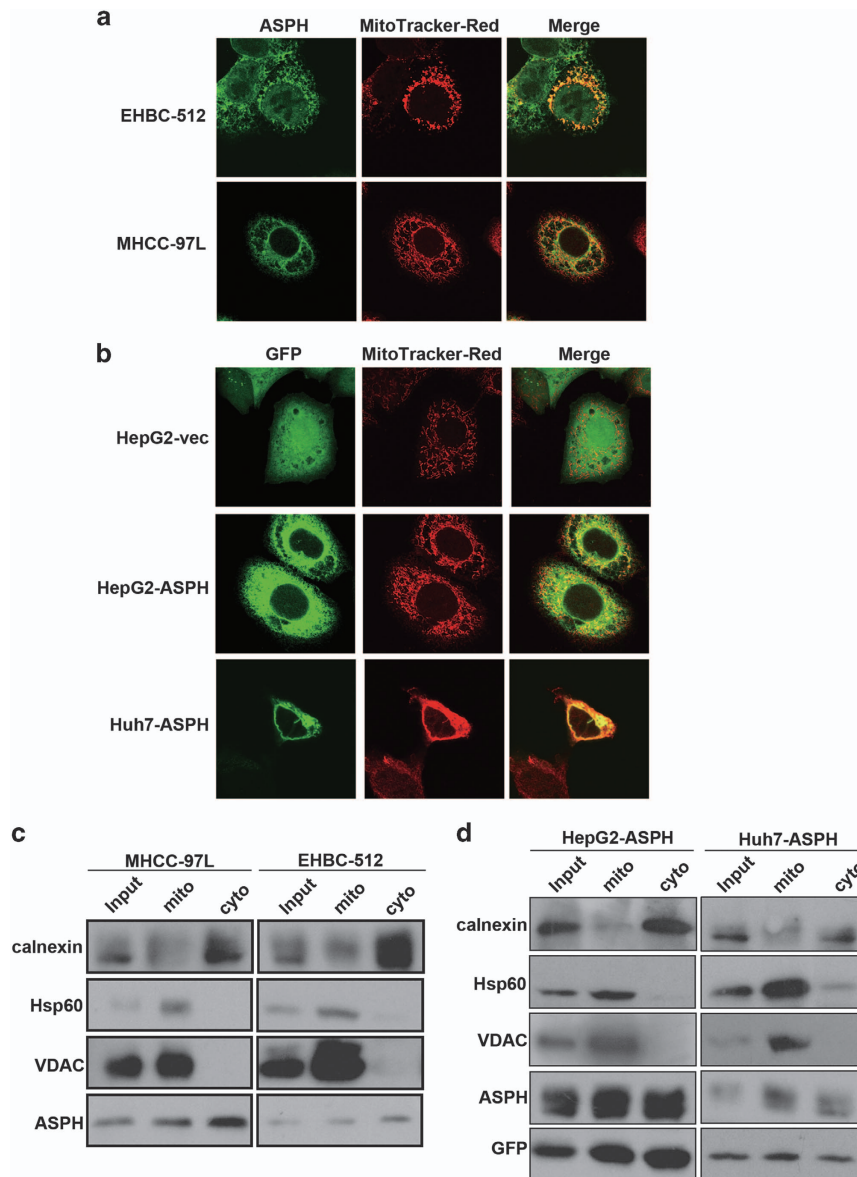 a
ASPH MitoTracker-Red Merge
EHBC-512
MHCC-97L
b
GFP MitoTracker-Red Merge
HepG2-vec
HepG2-ASPH
Huh7-ASPH
c
MHCC-97L EHBC-512
Input mito cyto Input mito cyto
calnexin
Hsp60
VDAC
ASPH
d
HepG2-ASPH Huh7-ASPH
Input mito cyto Input mito cyto
calnexin
Hsp60
VDAC
ASPH
GFP